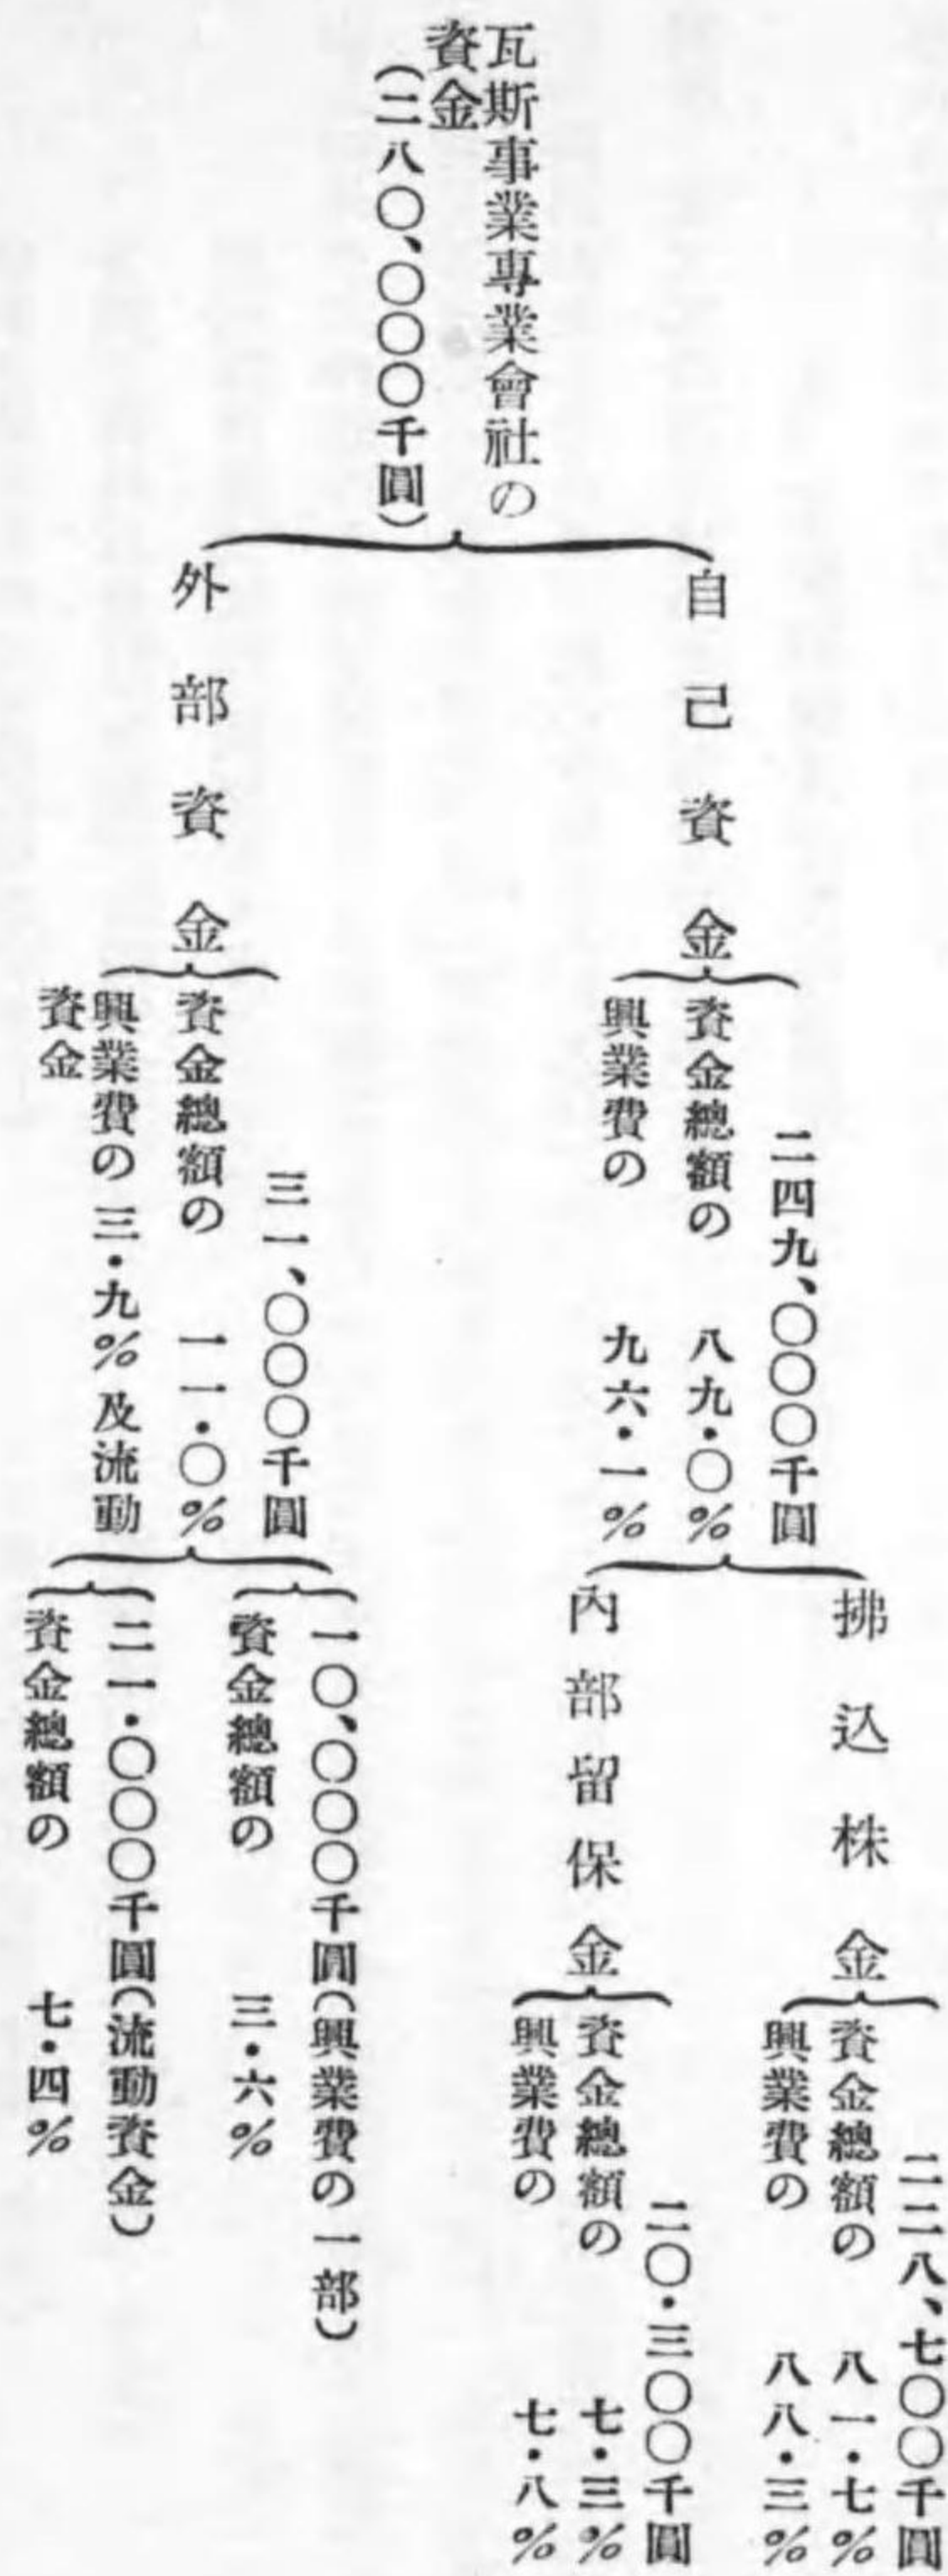 瓦斯事業專業會社の
資金
(二八〇、〇〇〇千圓)
自己資金
二四九、〇〇〇千圓
資金總額の 八九・〇%
興業費の 九六・一%
拂込株金
二二八、七〇〇千圓
資金總額の 八一・七%
興業費の 八八・三%
內部留保金
二〇・三〇〇千圓
資金總額の 七・三%
興業費の 七・八%
外部資金
三一、〇〇〇千圓
資金總額の 一一・〇%
興業費の 三・九% 及流動
資金
一〇、〇〇〇千圓(興業費の一部)
資金總額の 三・六%
二一・〇〇〇千圓(流動資金)
資金總額の 七・四%